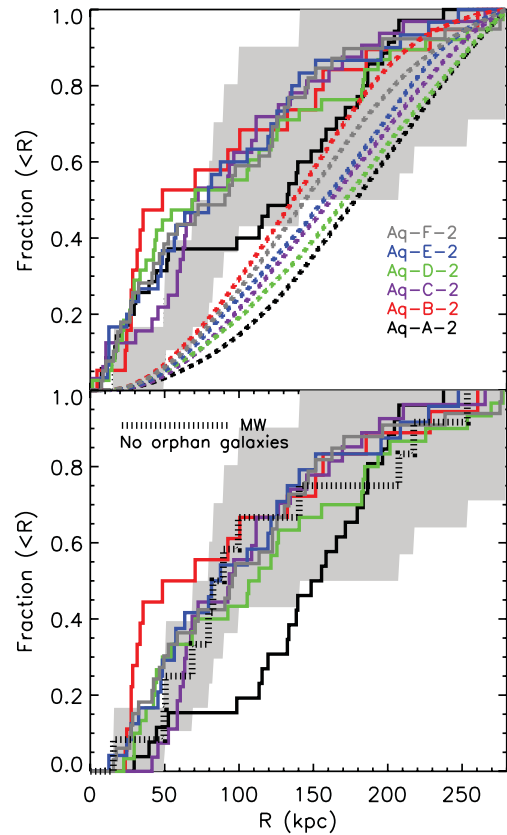 1.0
0.8
0.6
0.4
0.2
Fraction (<R)
Aq-F-2
Aq-E-2
Aq-D-2
Aq-C-2
Aq-B-2
Aq-A-2
1.0
0.8
0.6
0.4
0.2
0.0
Fraction (<R)
MW
No orphan galaxies
0 50 100 150 200 250
R (kpc)